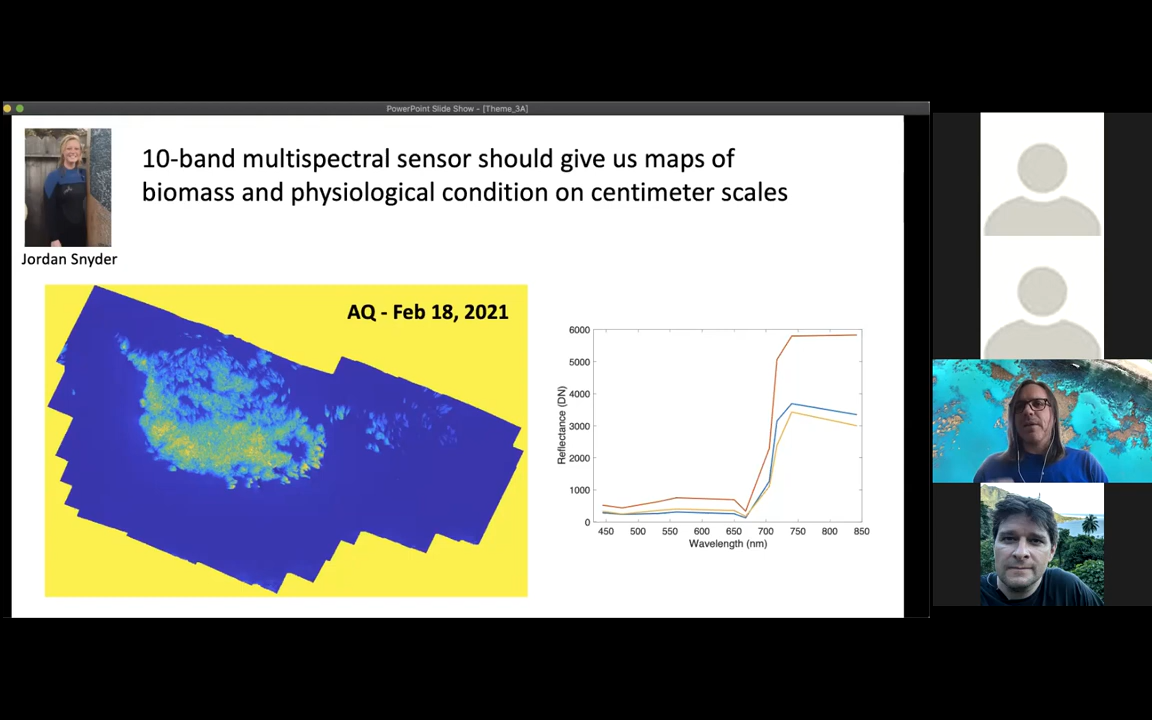 PowerPoint Slide Show - [Theme_3A]
10-band multispectral sensor should give us maps of
biomass and physiological condition on centimeter scales
Jordan Snyder
AQ - Feb 18, 2021
6000
5000
4000
3000
2000
1000
0
Reflectance (DN)
450 500 550 600 650 700 750 800 850
Wavelength (nm)